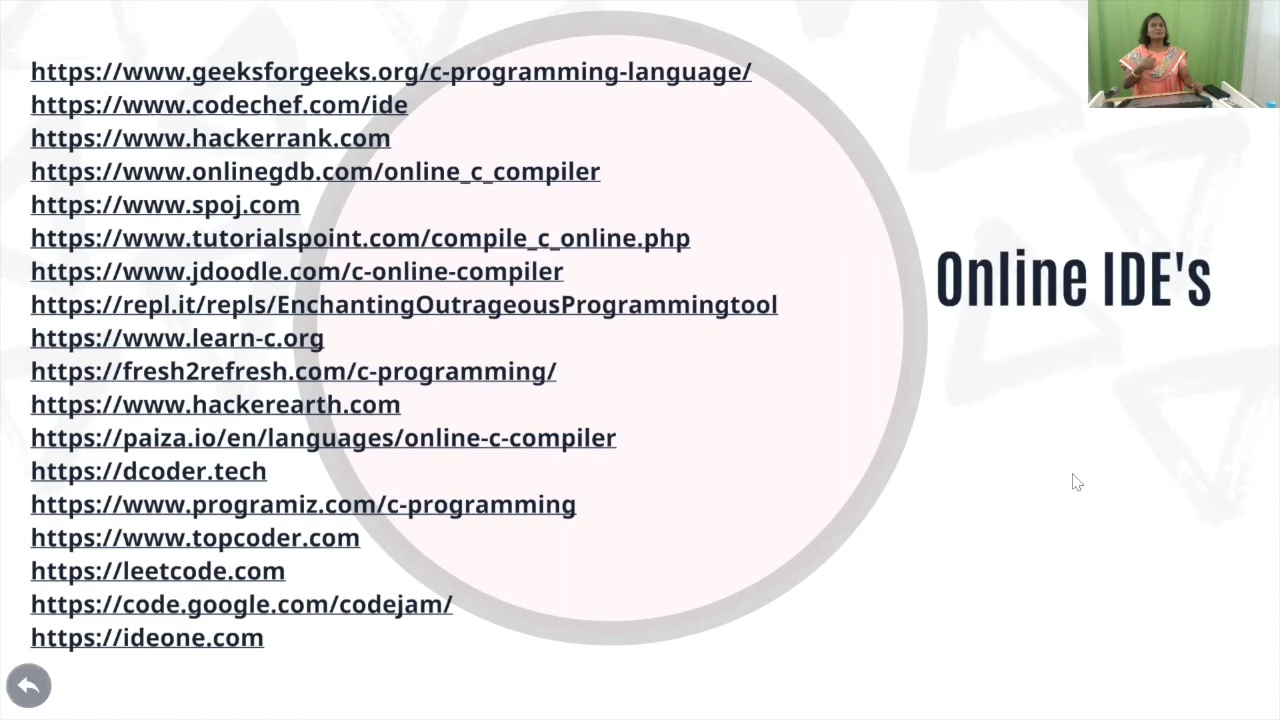 https://www.geeksforgeeks.org/c-programming-language/
https://www.codechef.com/ide
https://www.hackerrank.com
https://www.onlinegdb.com/online_c_compiler
https://www.spoj.com
https://www.tutorialspoint.com/compile_c_online.php
https://www.jdoodle.com/c-online-compiler
https://repl.it/repls/EnchantingOutrageousProgrammingtool
https://www.learn-c.org
https://fresh2refresh.com/c-programming/
https://www.hackerearth.com
https://paiza.io/en/languages/online-c-compiler
https://dcoder.tech
https://www.programiz.com/c-programming
https://www.topcoder.com
https://leetcode.com
https://code.google.com/codejam/
https://ideone.com
Online IDE's